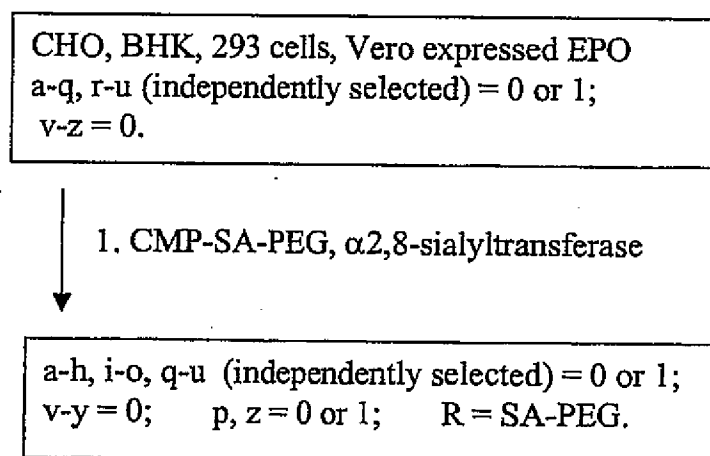 CHO, BHK, 293 cells, Vero expressed EPO
a-q, r-u (independently selected) = 0 or 1;
v-z = 0.
1. CMP-SA-PEG, α2,8-sialyltransferase
a-h, i-o, q-u (independently selected) = 0 or 1;
v-y = 0; p, z = 0 or 1; R = SA-PEG.